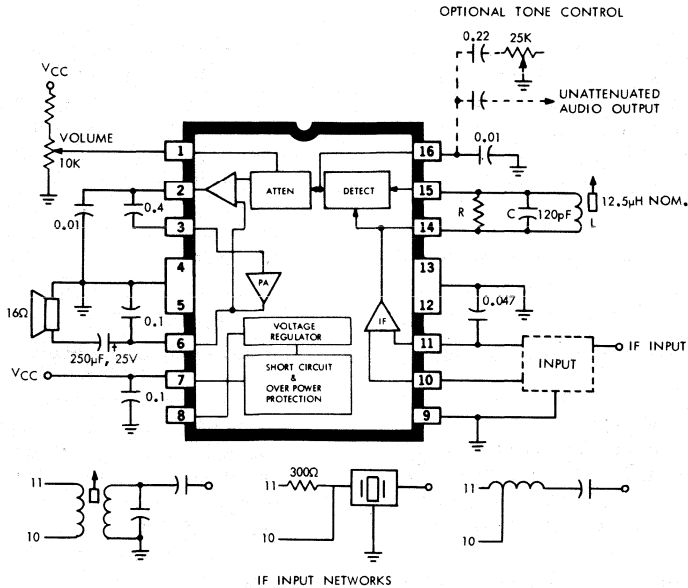 OPTIONAL TONE CONTROL
0.22
25K
UNATTENUATED
AUDIO OUTPUT
VCC
VOLUME
10K
1
2
3
4
5
6
7
8
16
15
14
13
12
11
10
9
ATTEN
DETECT
PA
IF
VOLTAGE
REGULATOR
SHORT CIRCUIT
&
OVER POWER
PROTECTION
0.01
0.4
0.1
16Ω
250µF, 25V
+
VCC
0.1
0.01
R
C
120pF
L
12.5µH NOM.
0.047
INPUT
IF INPUT
11
10
300Ω
11
10
11
10
IF INPUT NETWORKS